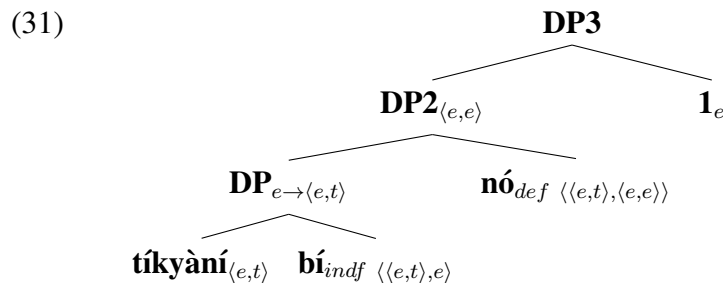 (31) DP3
DP2⟨e,e⟩ 1e
DPe→⟨e,t⟩ nódef ⟨⟨e,t⟩,⟨e,e⟩⟩
tíkyàní⟨e,t⟩ bíindf ⟨⟨e,t⟩,e⟩